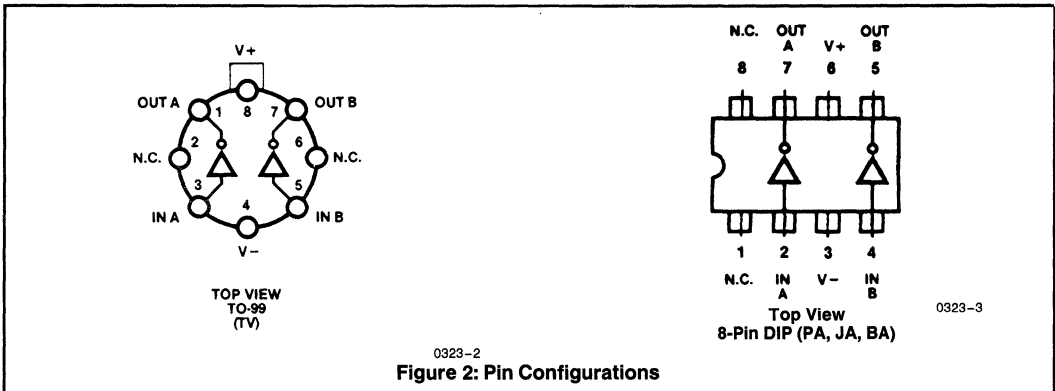 V+
OUT A 1 8 7 OUT B
N.C. 2 6 N.C.
3 4 5
IN A IN B
V–
TOP VIEW
TO-99
(TV)
0323–2
N.C. OUT A V+ OUT B
8 7 6 5
1 2 3 4
N.C. IN A V– IN B
Top View
8-Pin DIP (PA, JA, BA)
0323–3
Figure 2: Pin Configurations